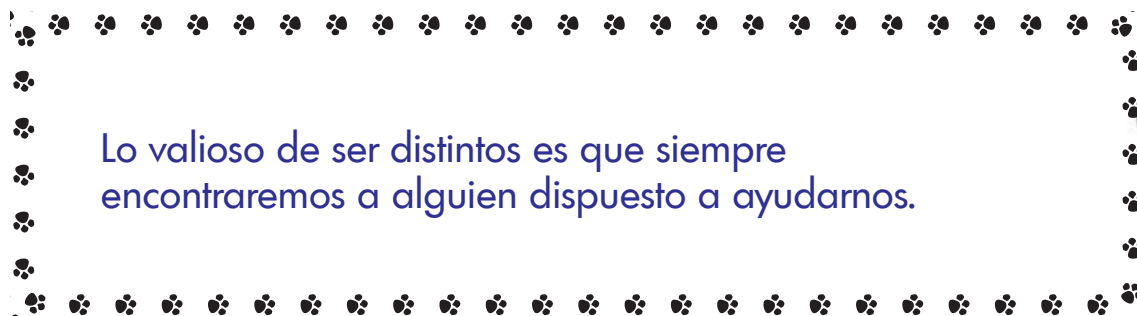 Lo valioso de ser distintos es que siempre
encontraremos a alguien dispuesto a ayudarnos.